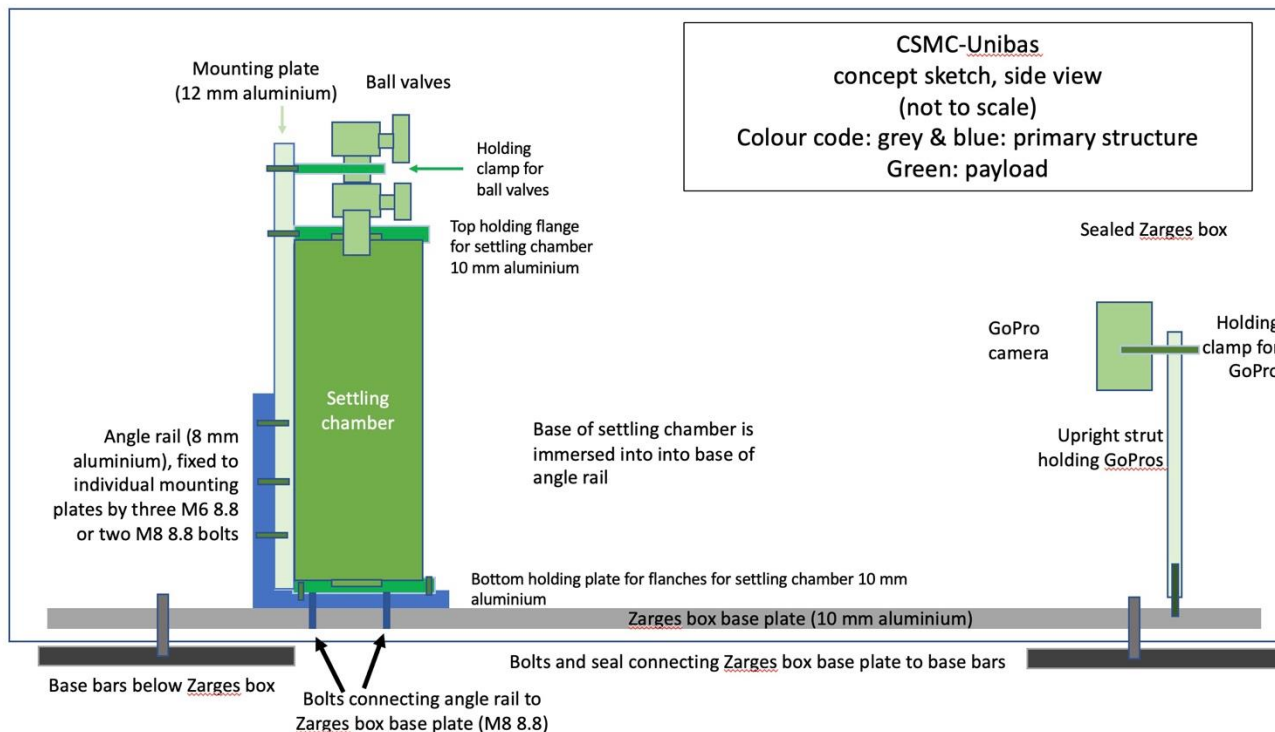 CSMC-Unibas
concept sketch, side view
(not to scale)
Colour code: grey & blue: primary structure
Green: payload
Mounting plate
(12 mm aluminium)
Ball valves
Holding
clamp for
ball valves
Top holding flange
for settling chamber
10 mm aluminium
Sealed Zarges box
GoPro
camera
Holding
clamp for
GoPro
Settling
chamber
Upright strut
holding GoPros
Angle rail (8 mm
aluminium), fixed to
individual mounting
plates by three M6 8.8
or two M8 8.8 bolts
Base of settling chamber is
immersed into into base of
angle rail
Bottom holding plate for flanches for settling chamber 10 mm
aluminium
Zarges box base plate (10 mm aluminium)
Bolts and seal connecting Zarges box base plate to base bars
Base bars below Zarges box
Bolts connecting angle rail to
Zarges box base plate (M8 8.8)